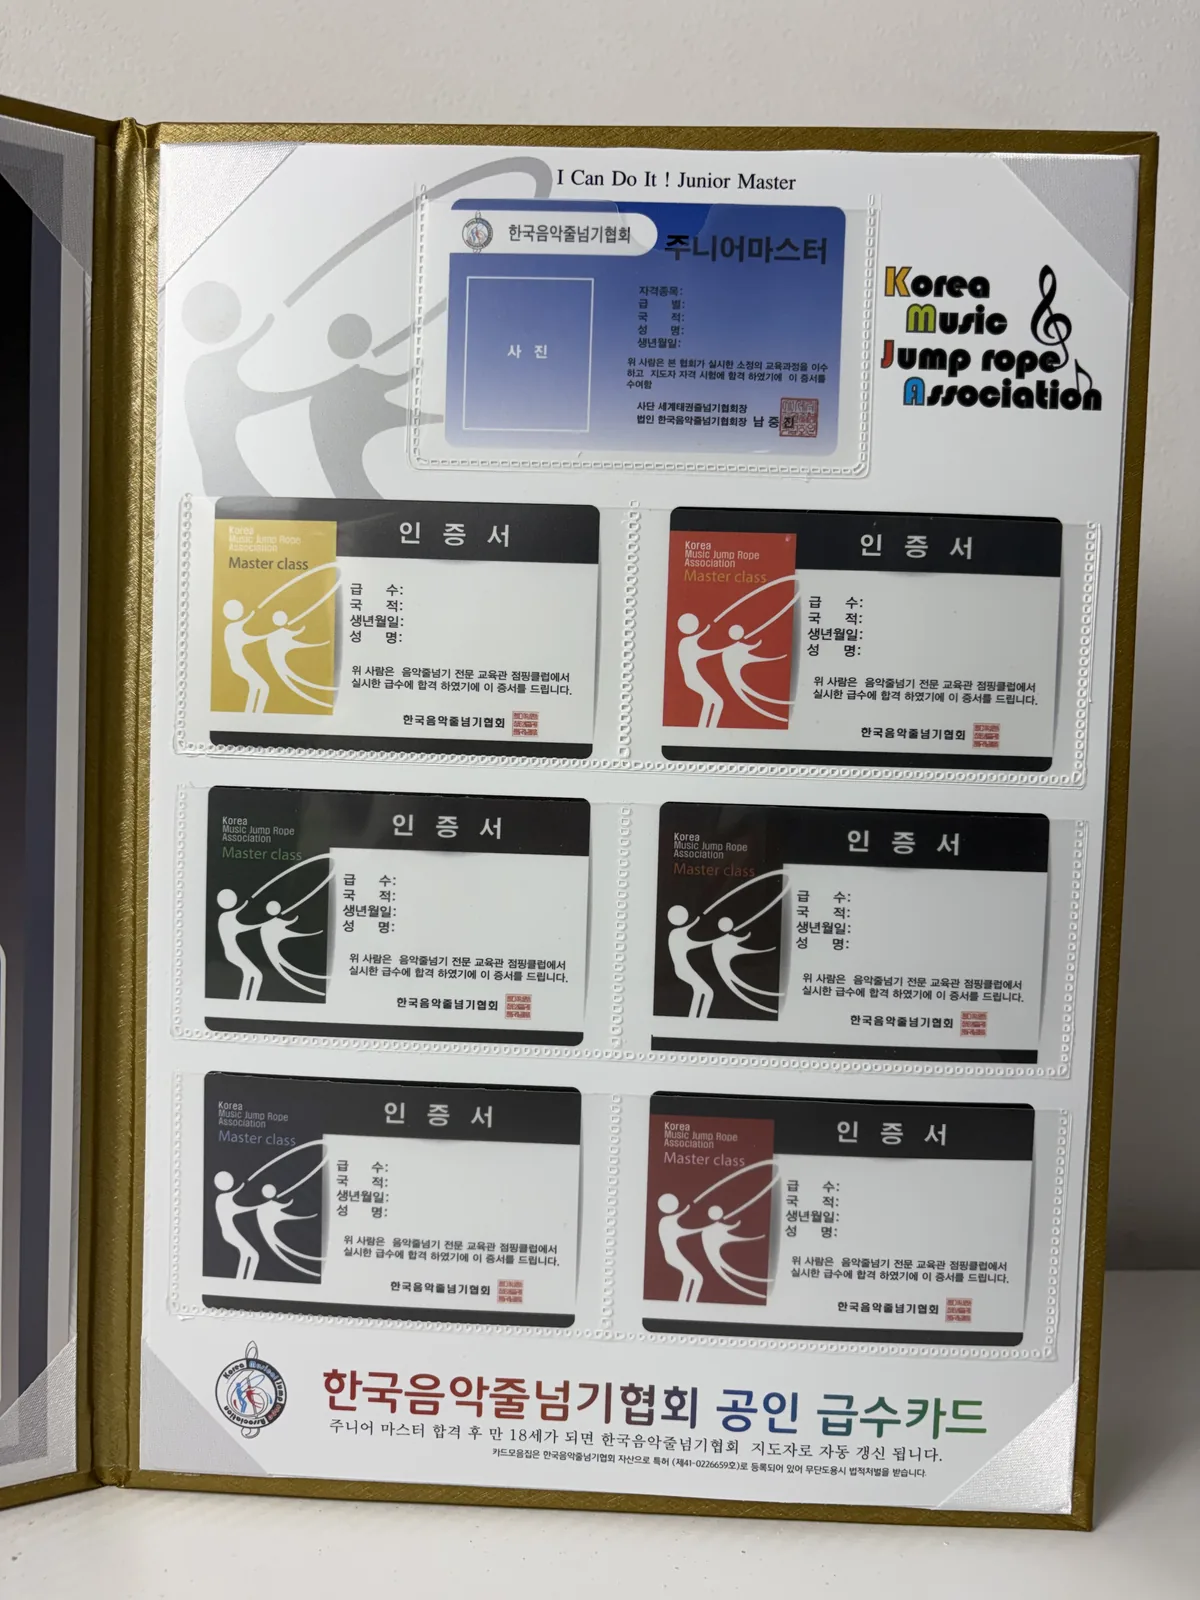 I Can Do It ! Junior Master
한국음악줄넘기협회
주니어마스터
사 진
자격종목:
급 별:
국 적:
성 명:
생년월일:
위 사람은 본 협회가 실시한 소정의 교육과정을 이수
하고 지도자 자격 시험에 합격 하였기에 이 증서를
수여함
사단 세계태권줄넘기협회장
법인 한국음악줄넘기협회장 남 중 진
Korea
Music
Jump rope
Association
Korea
Music Jump Rope
Association
Master class
인 증 서
급 수:
국 적:
생년월일:
성 명:
위 사람은 음악줄넘기 전문 교육관 점핑클럽에서
실시한 급수에 합격 하였기에 이 증서를 드립니다.
한국음악줄넘기협회
Korea
Music Jump Rope
Association
Master class
인 증 서
급 수:
국 적:
생년월일:
성 명:
위 사람은 음악줄넘기 전문 교육관 점핑클럽에서
실시한 급수에 합격 하였기에 이 증서를 드립니다.
한국음악줄넘기협회
Korea
Music Jump Rope
Association
Master class
인 증 서
급 수:
국 적:
생년월일:
성 명:
위 사람은 음악줄넘기 전문 교육관 점핑클럽에서
실시한 급수에 합격 하였기에 이 증서를 드립니다.
한국음악줄넘기협회
Korea
Music Jump Rope
Association
Master class
인 증 서
급 수:
국 적:
생년월일:
성 명:
위 사람은 음악줄넘기 전문 교육관 점핑클럽에서
실시한 급수에 합격 하였기에 이 증서를 드립니다.
한국음악줄넘기협회
Korea
Music Jump Rope
Association
Master class
인 증 서
급 수:
국 적:
생년월일:
성 명:
위 사람은 음악줄넘기 전문 교육관 점핑클럽에서
실시한 급수에 합격 하였기에 이 증서를 드립니다.
한국음악줄넘기협회
Korea
Music Jump Rope
Association
Master class
인 증 서
급 수:
국 적:
생년월일:
성 명:
위 사람은 음악줄넘기 전문 교육관 점핑클럽에서
실시한 급수에 합격 하였기에 이 증서를 드립니다.
한국음악줄넘기협회
Korea Musical Jump Rope Association
한국음악줄넘기협회 공인 급수카드
주니어 마스터 합격 후 만 18세가 되면 한국음악줄넘기협회 지도자로 자동 갱신 됩니다.
카드모음집은 한국음악줄넘기협회 자산으로 특허 (제41-0226659호)로 등록되어 있어 무단도용시 법적처벌을 받습니다.